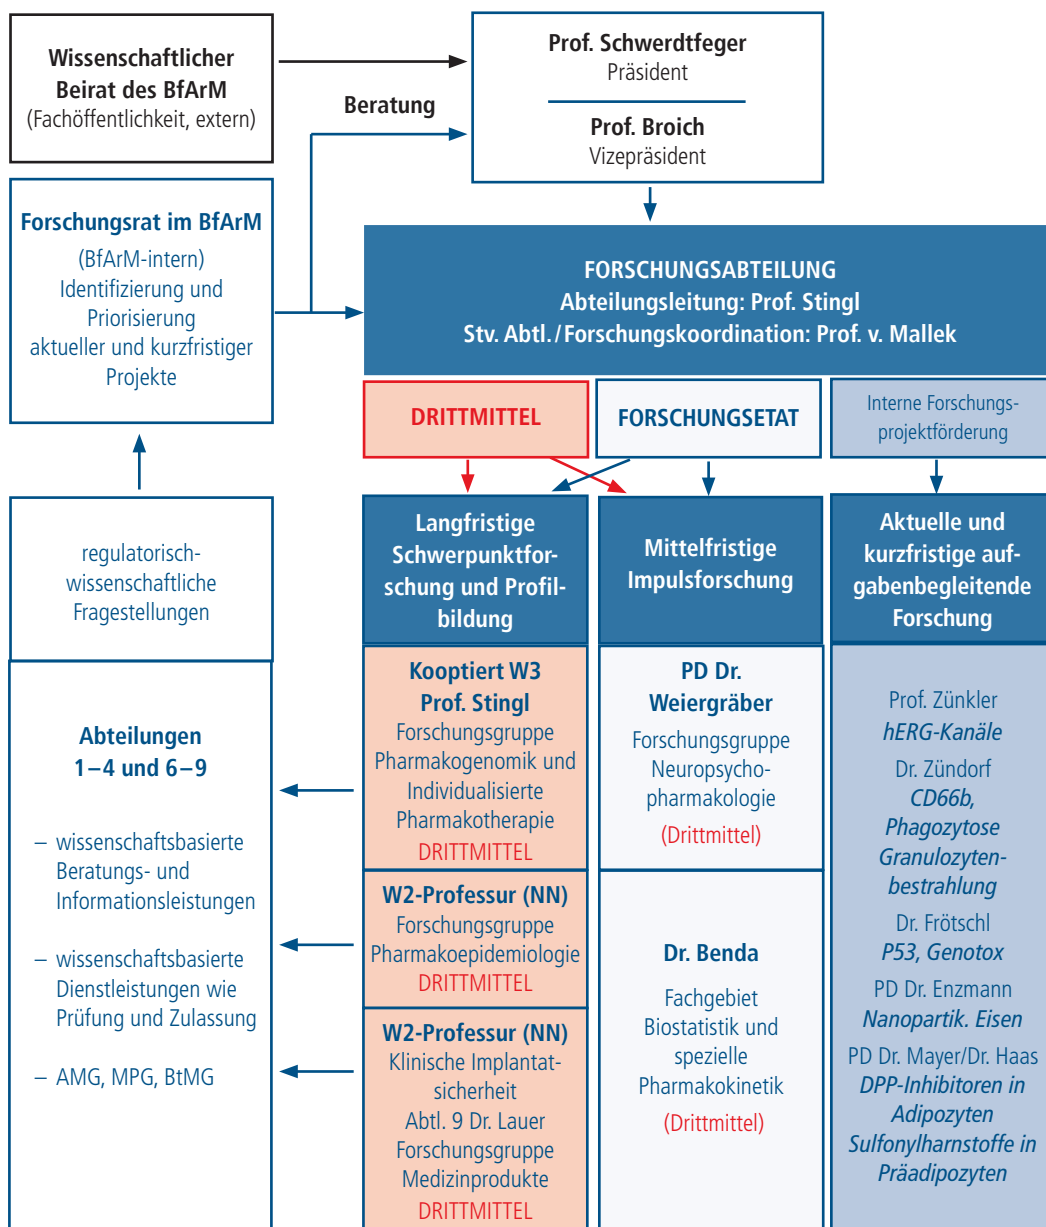 Wissenschaftlicher
Beirat des BfArM
(Fachöffentlichkeit, extern)
Beratung
Prof. Schwerdtfeger
Präsident
Prof. Broich
Vizepräsident
Forschungsrat im BfArM
(BfArM-intern)
Identifizierung und
Priorisierung
aktueller und kurzfristiger
Projekte
FORSCHUNGSABTEILUNG
Abteilungsleitung: Prof. Stingl
Stv. Abtl./Forschungskoordination: Prof. v. Mallek
DRITTMITTEL
FORSCHUNGSETAT
Interne Forschungs-
projektförderung
regulatorisch-
wissenschaftliche
Fragestellungen
Langfristige
Schwerpunktfor-
schung und Profil-
bildung
Mittelfristige
Impulsforschung
Aktuelle und
kurzfristige auf-
gabenbegleitende
Forschung
Abteilungen
1–4 und 6–9
– wissenschaftsbasierte
Beratungs- und
Informationsleistungen
– wissenschaftsbasierte
Dienstleistungen wie
Prüfung und Zulassung
– AMG, MPG, BtMG
Kooptiert W3
Prof. Stingl
Forschungsgruppe
Pharmakogenomik und
Individualisierte
Pharmakotherapie
DRITTMITTEL
W2-Professur (NN)
Forschungsgruppe
Pharmakoepidemiologie
DRITTMITTEL
W2-Professur (NN)
Klinische Implantat-
sicherheit
Abtl. 9 Dr. Lauer
Forschungsgruppe
Medizinprodukte
DRITTMITTEL
PD Dr.
Weiergräber
Forschungsgruppe
Neuropsycho-
pharmakologie
(Drittmittel)
Dr. Benda
Fachgebiet
Biostatistik und
spezielle
Pharmakokinetik
(Drittmittel)
Prof. Zünkler
hERG-Kanäle
Dr. Zündorf
CD66b,
Phagozytose
Granulozyten-
bestrahlung
Dr. Frötschl
P53, Genotox
PD Dr. Enzmann
Nanopartik. Eisen
PD Dr. Mayer/Dr. Haas
DPP-Inhibitoren in
Adipozyten
Sulfonylharnstoffe in
Präadipozyten